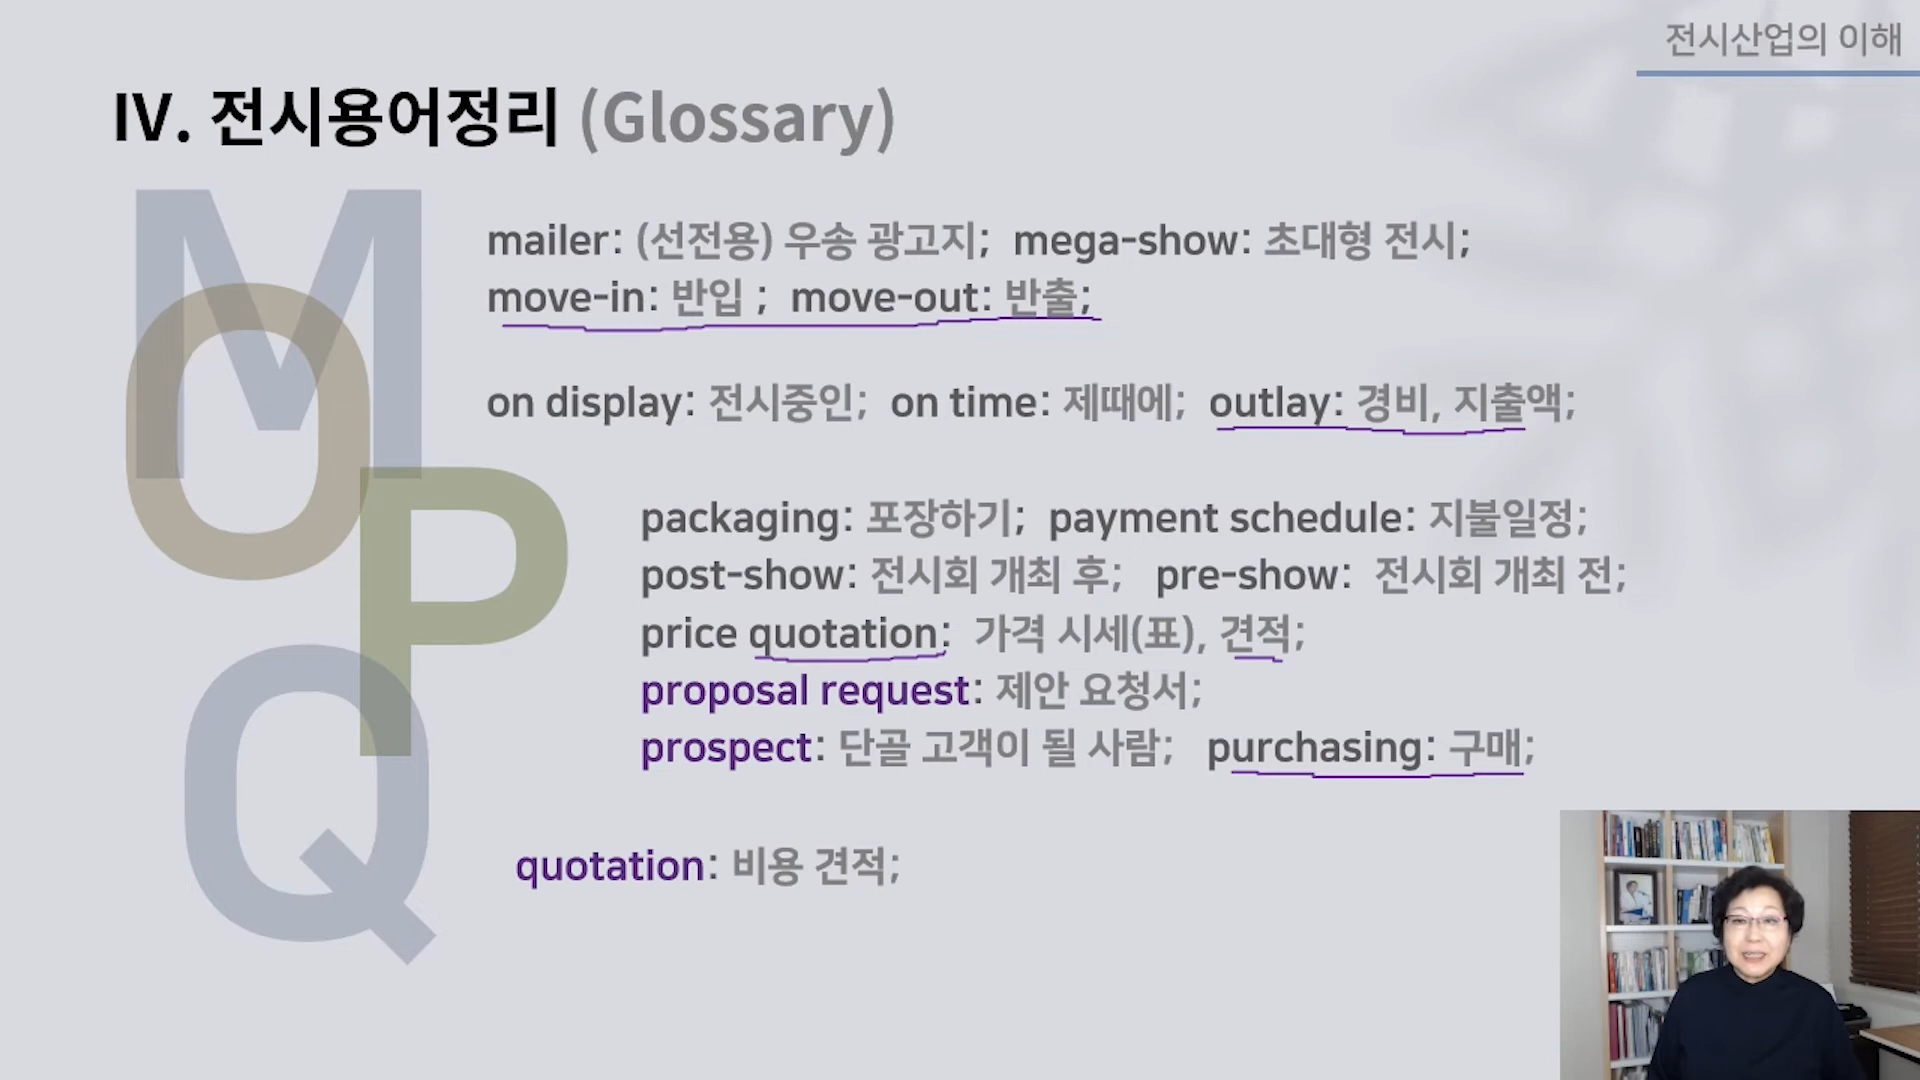 전시산업의 이해
IV. 전시용어정리 (Glossary)
M
mailer: (선전용) 우송 광고지; mega-show: 초대형 전시;
move-in: 반입 ; move-out: 반출;
O
on display: 전시중인; on time: 제때에; outlay: 경비, 지출액;
P
packaging: 포장하기; payment schedule: 지불일정;
post-show: 전시회 개최 후; pre-show: 전시회 개최 전;
price quotation: 가격 시세(표), 견적;
proposal request: 제안 요청서;
prospect: 단골 고객이 될 사람; purchasing: 구매;
Q
quotation: 비용 견적;